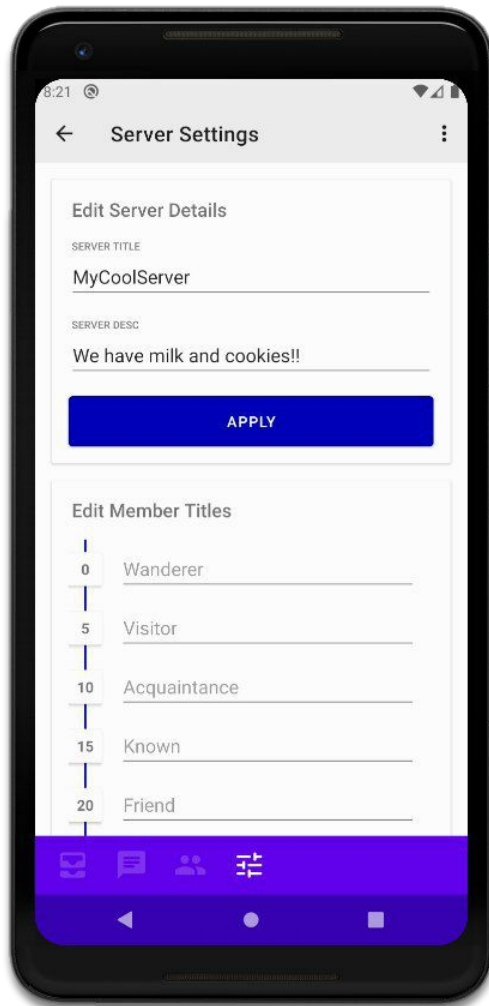 8:21
Server Settings
Edit Server Details
SERVER TITLE
MyCoolServer
SERVER DESC
We have milk and cookies!!
APPLY
Edit Member Titles
0 Wanderer
5 Visitor
10 Acquaintance
15 Known
20 Friend